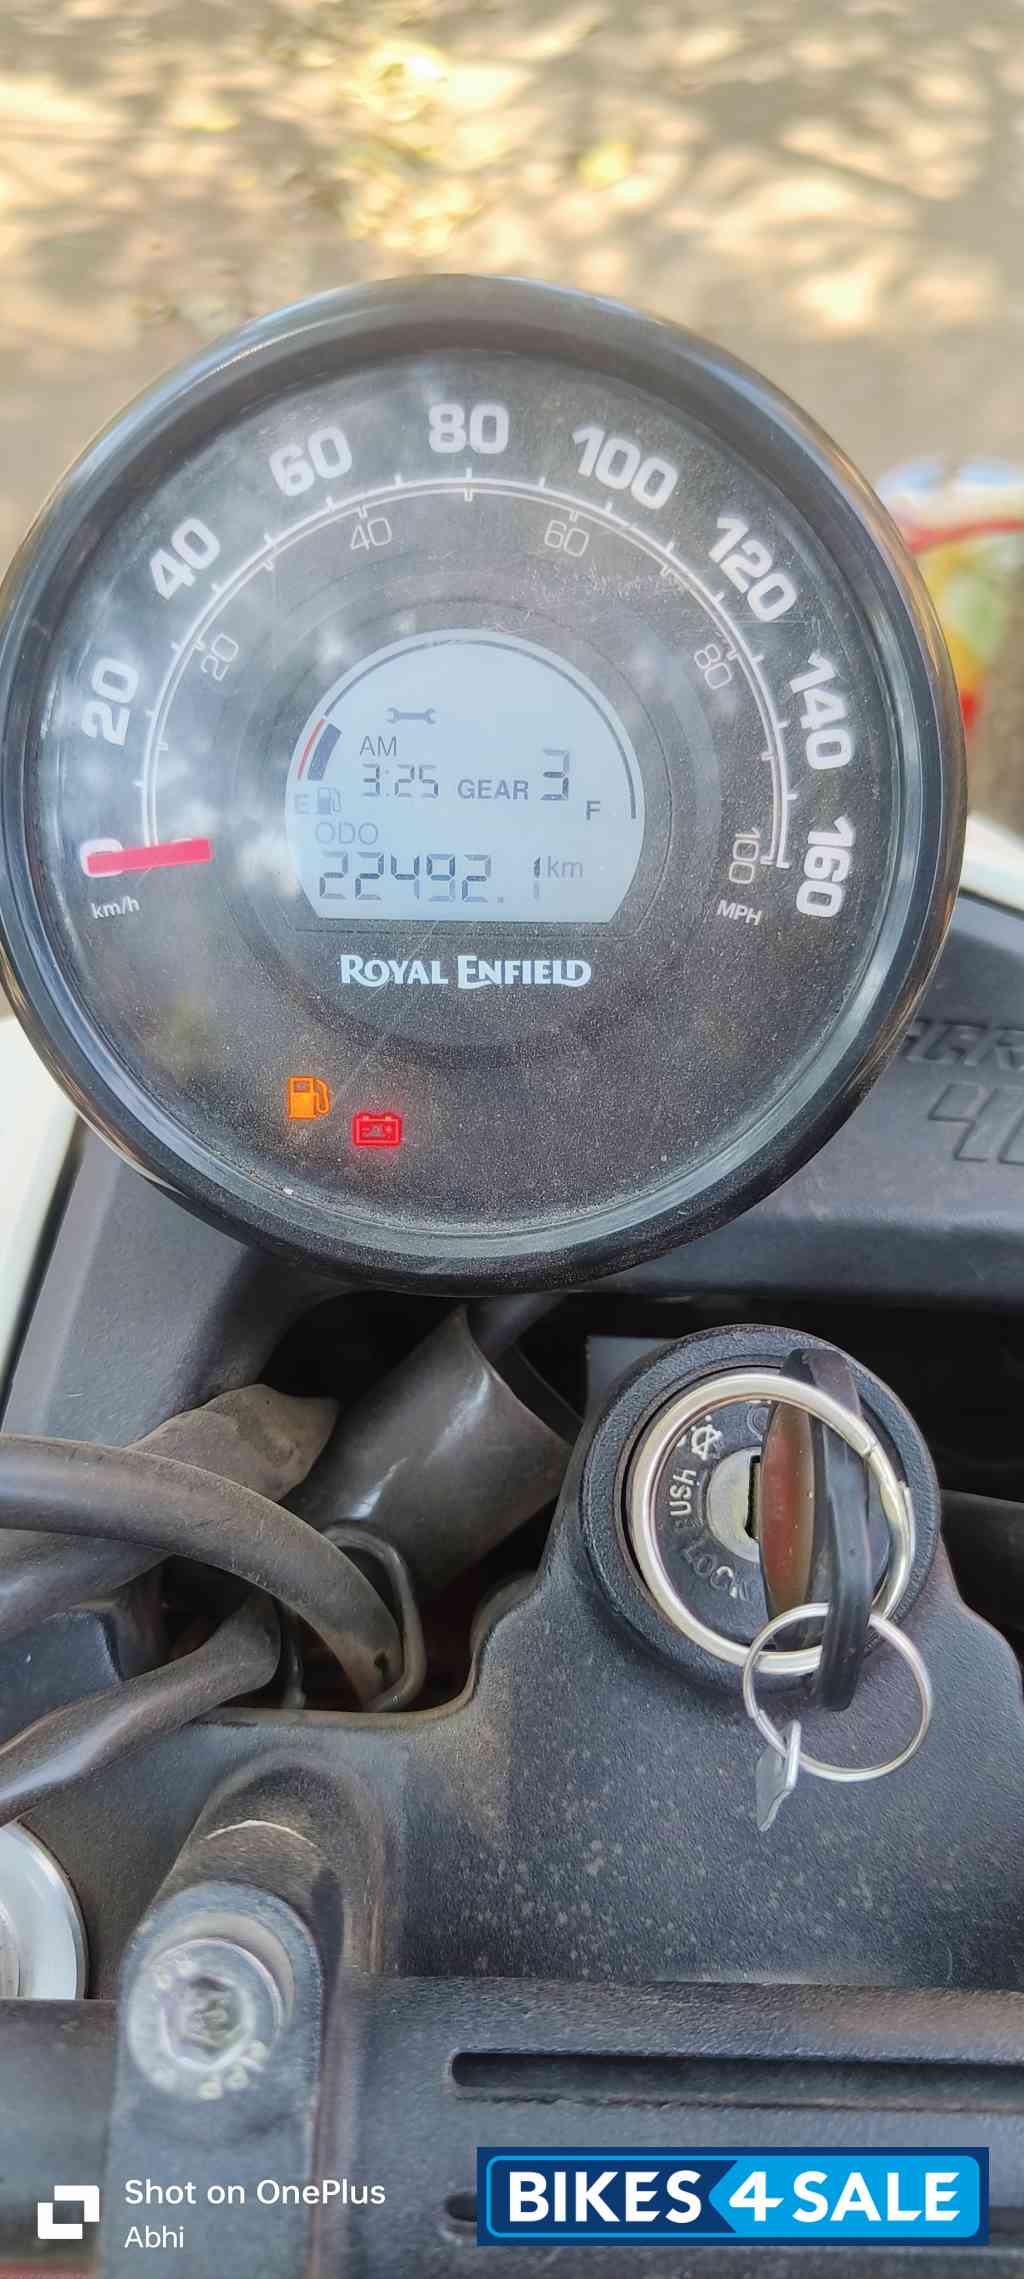 80
60
100
40
120
20
140
0
160
40
60
20
80
100
km/h
MPH
AM
3:25 GEAR 3
E
F
ODO
22492.1 km
ROYAL ENFIELD
PUSH
LOCK
Shot on OnePlus
Abhi
BIKES4SALE